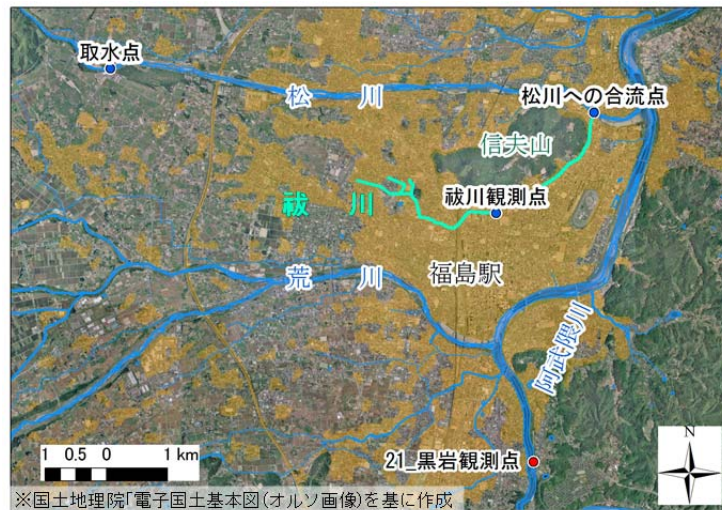 取水点
松川
松川への合流点
信夫山
祓川
祓川観測点
荒川
福島駅
阿武隈川
1 0.5 0 1 km
21_黒岩観測点
N
※国土地理院「電子国土基本図(オルソ画像)を基に作成